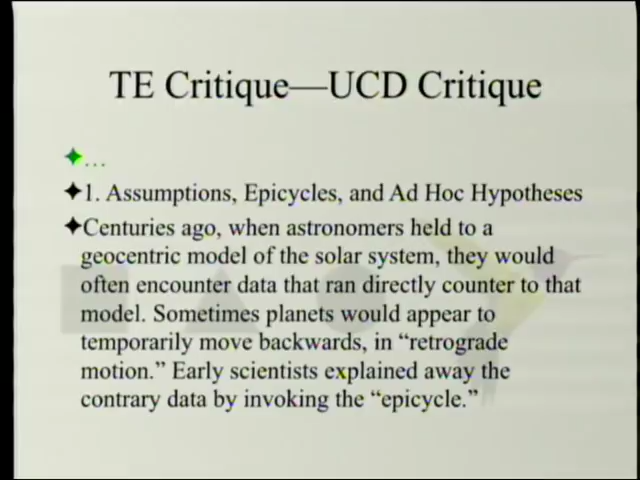 TE Critique—UCD Critique
...
1. Assumptions, Epicycles, and Ad Hoc Hypotheses
Centuries ago, when astronomers held to a
geocentric model of the solar system, they would
often encounter data that ran directly counter to that
model. Sometimes planets would appear to
temporarily move backwards, in “retrograde
motion.” Early scientists explained away the
contrary data by invoking the “epicycle.”